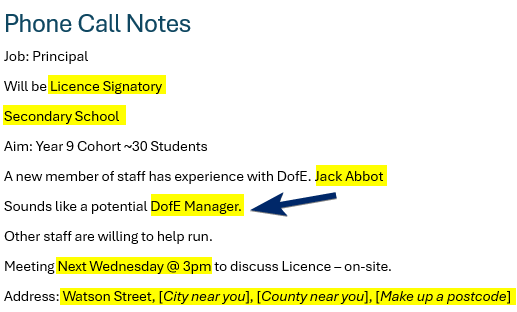 Phone Call Notes
Job: Principal
Will be Licence Signatory
Secondary School
Aim: Year 9 Cohort ~30 Students
A new member of staff has experience with DofE. Jack Abbot
Sounds like a potential DofE Manager.
Other staff are willing to help run.
Meeting Next Wednesday @ 3pm to discuss Licence – on-site.
Address: Watson Street, [City near you], [County near you], [Make up a postcode]